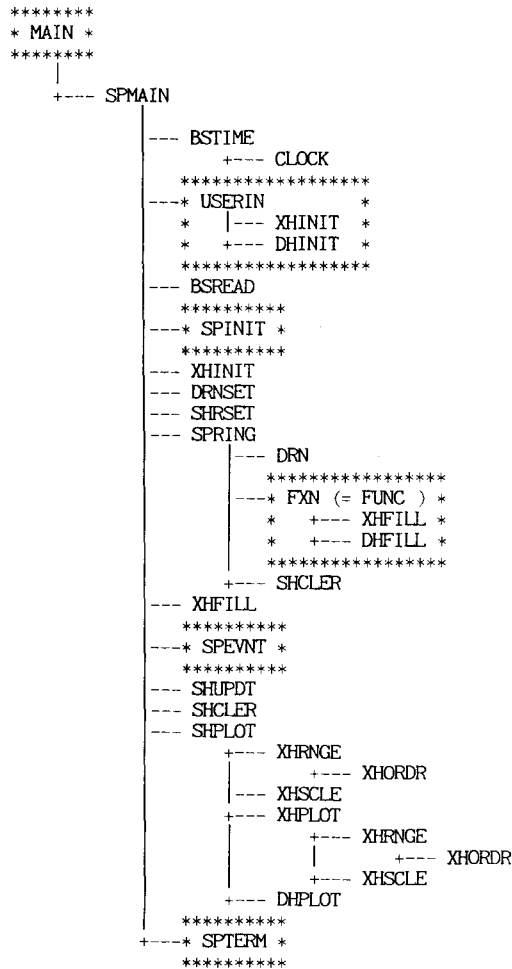 ********
* MAIN *
********
|
+--- SPMAIN
|--- BSTIME
+--- CLOCK
******************
---* USERIN *
* |--- XHINIT *
* +--- DHINIT *
******************
--- BSREAD
**********
---* SPINIT *
**********
--- XHINIT
--- DRNSET
--- SHRSET
--- SPRING
|--- DRN
*****************
---* FXN (= FUNC ) *
* +--- XHFILL *
* +--- DHFILL *
*****************
+--- SHCLER
--- XHFILL
**********
---* SPEVNT *
**********
--- SHUPDT
--- SHCLER
--- SHPLOT
+--- XHRNGE
| +--- XHORDR
|--- XHSCLE
+--- XHPLOT
| +--- XHRNGE
| | +--- XHORDR
| +--- XHSCLE
+--- DHPLOT
**********
+---* SPTERM *
**********